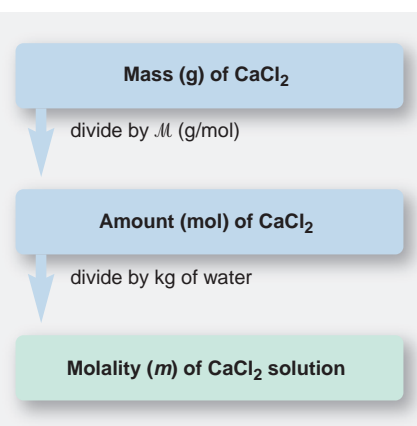 Mass (g) of CaCl₂
divide by ℳ (g/mol)
Amount (mol) of CaCl₂
divide by kg of water
Molality (m) of CaCl₂ solution